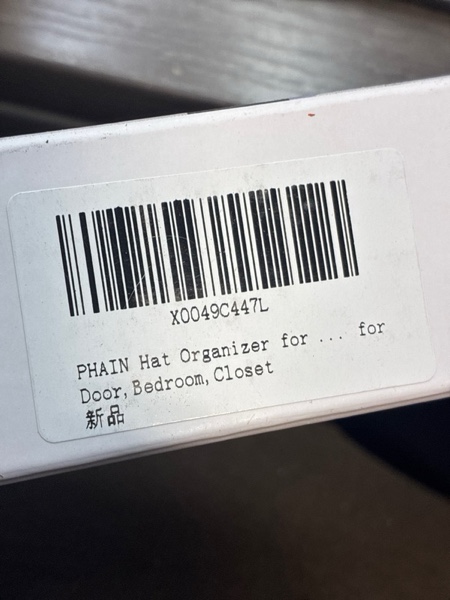 X0049C447L
PHAIN Hat Organizer for ... for
Door,Bedroom,Closet
新品